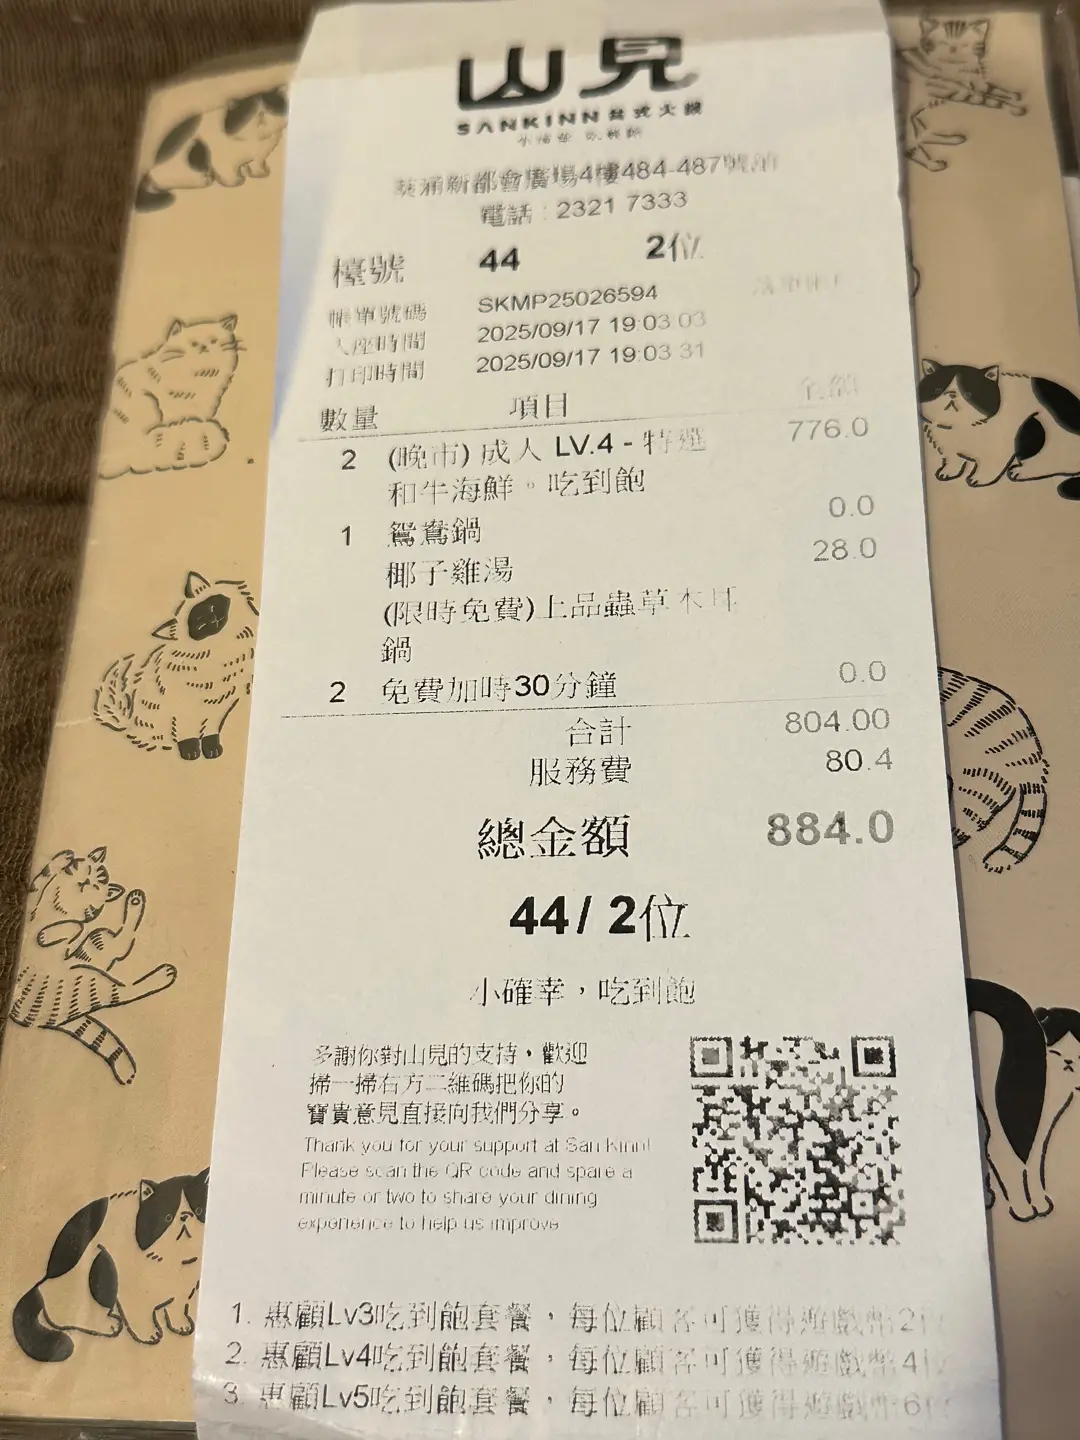 山見
SANKINN 台式火鍋
葵涌新都會廣場4樓484-487號舖
電話：2321 7333
檯號 44 2位
帳單號碼 SKMP25026594
入座時間 2025/09/17 19:03:03
打印時間 2025/09/17 19:03:31
數量 項目 金額
2 (晚市) 成人 LV.4 - 特選 776.0
和牛海鮮。吃到飽
1 鴛鴦鍋 0.0
椰子雞湯 28.0
(限時免費)上品蟲草木耳
鍋
2 免費加時30分鐘 0.0
合計 804.00
服務費 80.4
總金額 884.0
44/ 2位
小確幸，吃到飽
多謝你對山見的支持，歡迎
掃一掃右方二維碼把你的
寶貴意見直接向我們分享。
Thank you for your support at San Kinn!
Please scan the QR code and spare a
minute or two to share your dining
experience to help us improve
1. 惠顧Lv3吃到飽套餐，每位顧客可獲得遊戲幣2
2. 惠顧Lv4吃到飽套餐，每位顧客可獲得遊戲幣4
3. 惠顧Lv5吃到飽套餐，每位顧客可獲得遊戲幣6